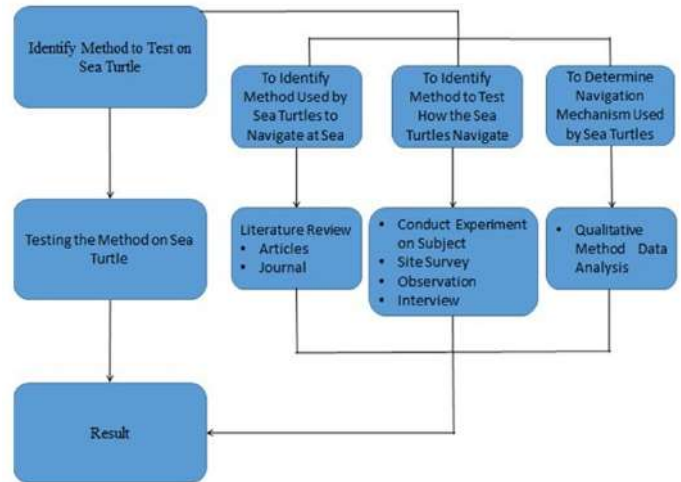 Identify Method to Test on
Sea Turtle
To Identify
Method Used by
Sea Turtles to
Navigate at Sea
To Identify
Method to Test
How the Sea
Turtles Navigate
To Determine
Navigation
Mechanism Used
by Sea Turtles
Testing the Method on Sea
Turtle
Literature Review
• Articles
• Journal
• Conduct Experiment
on Subject
• Site Survey
• Observation
• Interview
• Qualitative
Method Data
Analysis
Result